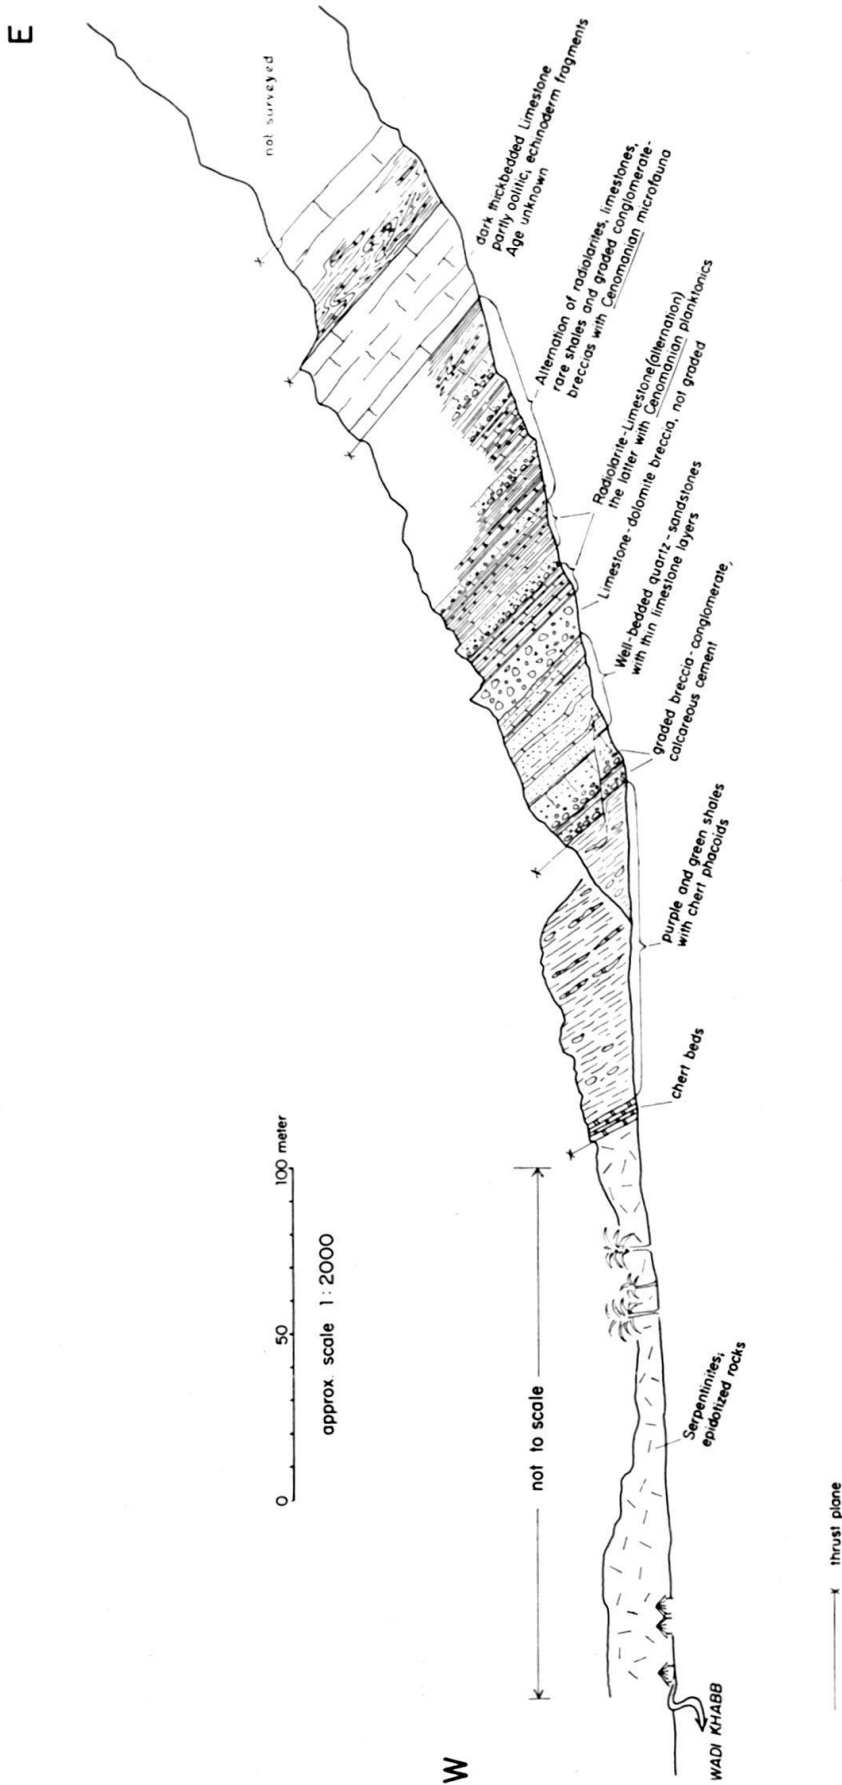 E
not surveyed
dark thickbedded Limestone
partly oolitic, echinoderm fragments
Age unknown
Alternation of radiolarites, limestones,
rare shales and graded conglomerate-
breccias with Cenomanian microfauna
Radiolarite-Limestone(alternation)
the latter with Cenomanian planktonics
Limestone-dolomite breccia, not graded
Well-bedded quartz-sandstones
with thin limestone layers
graded breccia-conglomerate,
calcareous cement
purple and green shales
with chert phacoids
chert beds
0 50 100 meter
approx. scale 1:2000
not to scale
Serpentinites;
epidotized rocks
W
WADI KHABB
x thrust plane